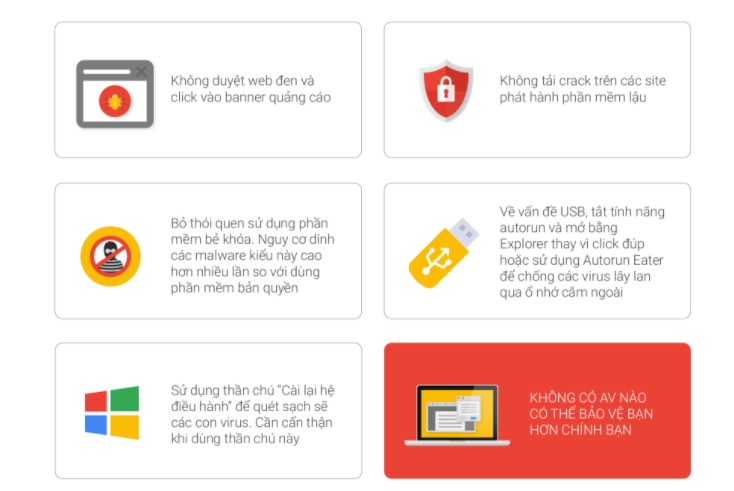 Không duyệt web đen và
click vào banner quảng cáo
Không tải crack trên các site
phát hành phần mềm lậu
Bỏ thói quen sử dụng phần
mềm bẻ khóa. Nguy cơ dính
các malware kiểu này cao
hơn nhiều lần so với dùng
phần mềm bản quyền
Về vấn đề USB, tắt tính năng
autorun và mở bằng
Explorer thay vì click đúp
hoặc sử dụng Autorun Eater
để chống các virus lây lan
qua ổ nhớ cắm ngoài
Sử dụng thần chú “Cài lại hệ
điều hành” để quét sạch sẽ
các con virus. Cần cẩn thận
khi dùng thần chú này
KHÔNG CÓ AV NÀO
CÓ THỂ BẢO VỆ BẠN
HƠN CHÍNH BẠN